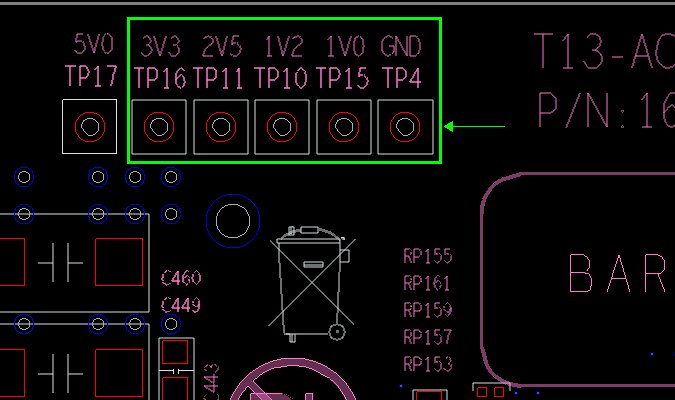 5V0 3V3 2V5 1V2 1V0 GND
TP17 TP16 TP11 TP10 TP15 TP4
T13-AC
P/N:16
BAR
RP155
RP161
RP159
RP157
RP153
C460
C449
C443